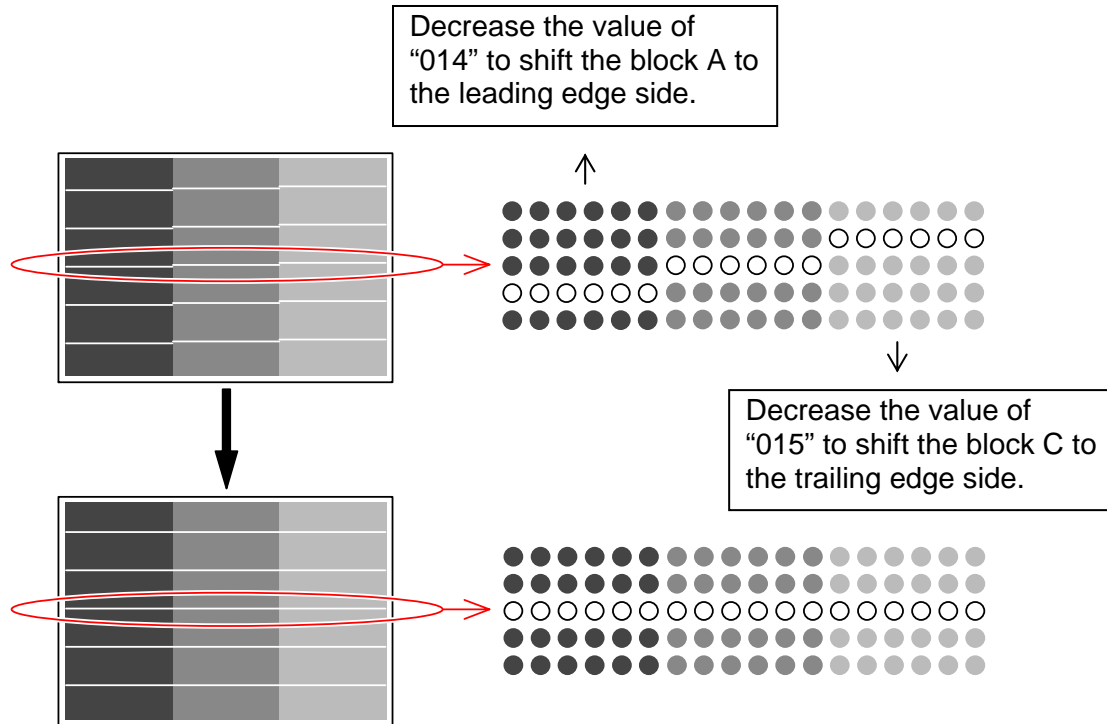 Decrease the value of
“014” to shift the block A to
the leading edge side.
Decrease the value of
“015” to shift the block C to
the trailing edge side.